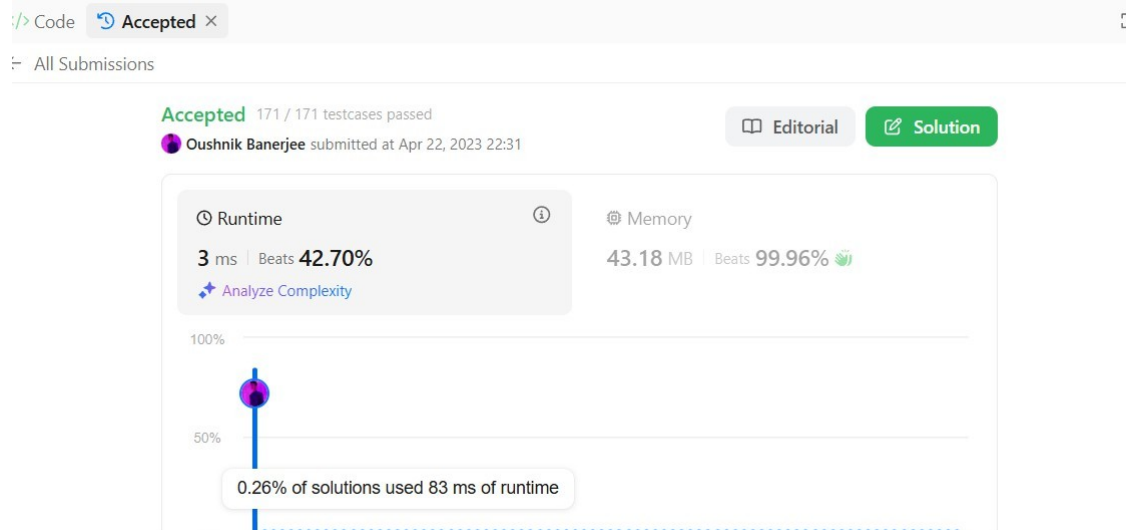 </> Code Accepted ×
← All Submissions
Accepted 171 / 171 testcases passed
Editorial
Solution
Oushnik Banerjee submitted at Apr 22, 2023 22:31
Runtime
3 ms Beats 42.70%
Analyze Complexity
Memory
43.18 MB Beats 99.96%
100%
50%
0.26% of solutions used 83 ms of runtime